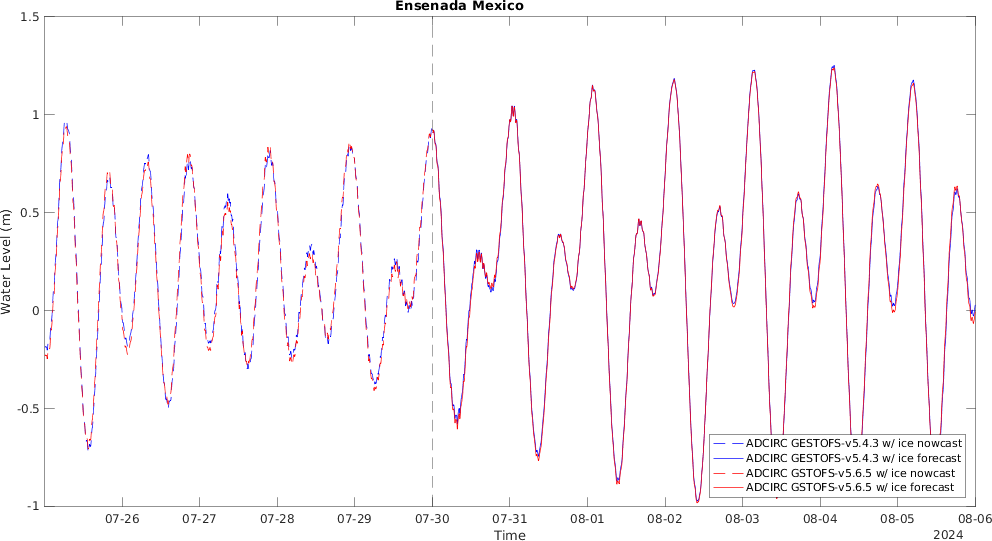 Ensenada Mexico
1.5
1
0.5
0
-0.5
-1
Water Level (m)
ADCIRC GESTOFS-v5.4.3 w/ ice nowcast
ADCIRC GESTOFS-v5.4.3 w/ ice forecast
ADCIRC GSTOFS-v5.6.5 w/ ice nowcast
ADCIRC GSTOFS-v5.6.5 w/ ice forecast
07-26 07-27 07-28 07-29 07-30 07-31 08-01 08-02 08-03 08-04 08-05 08-06
Time
2024